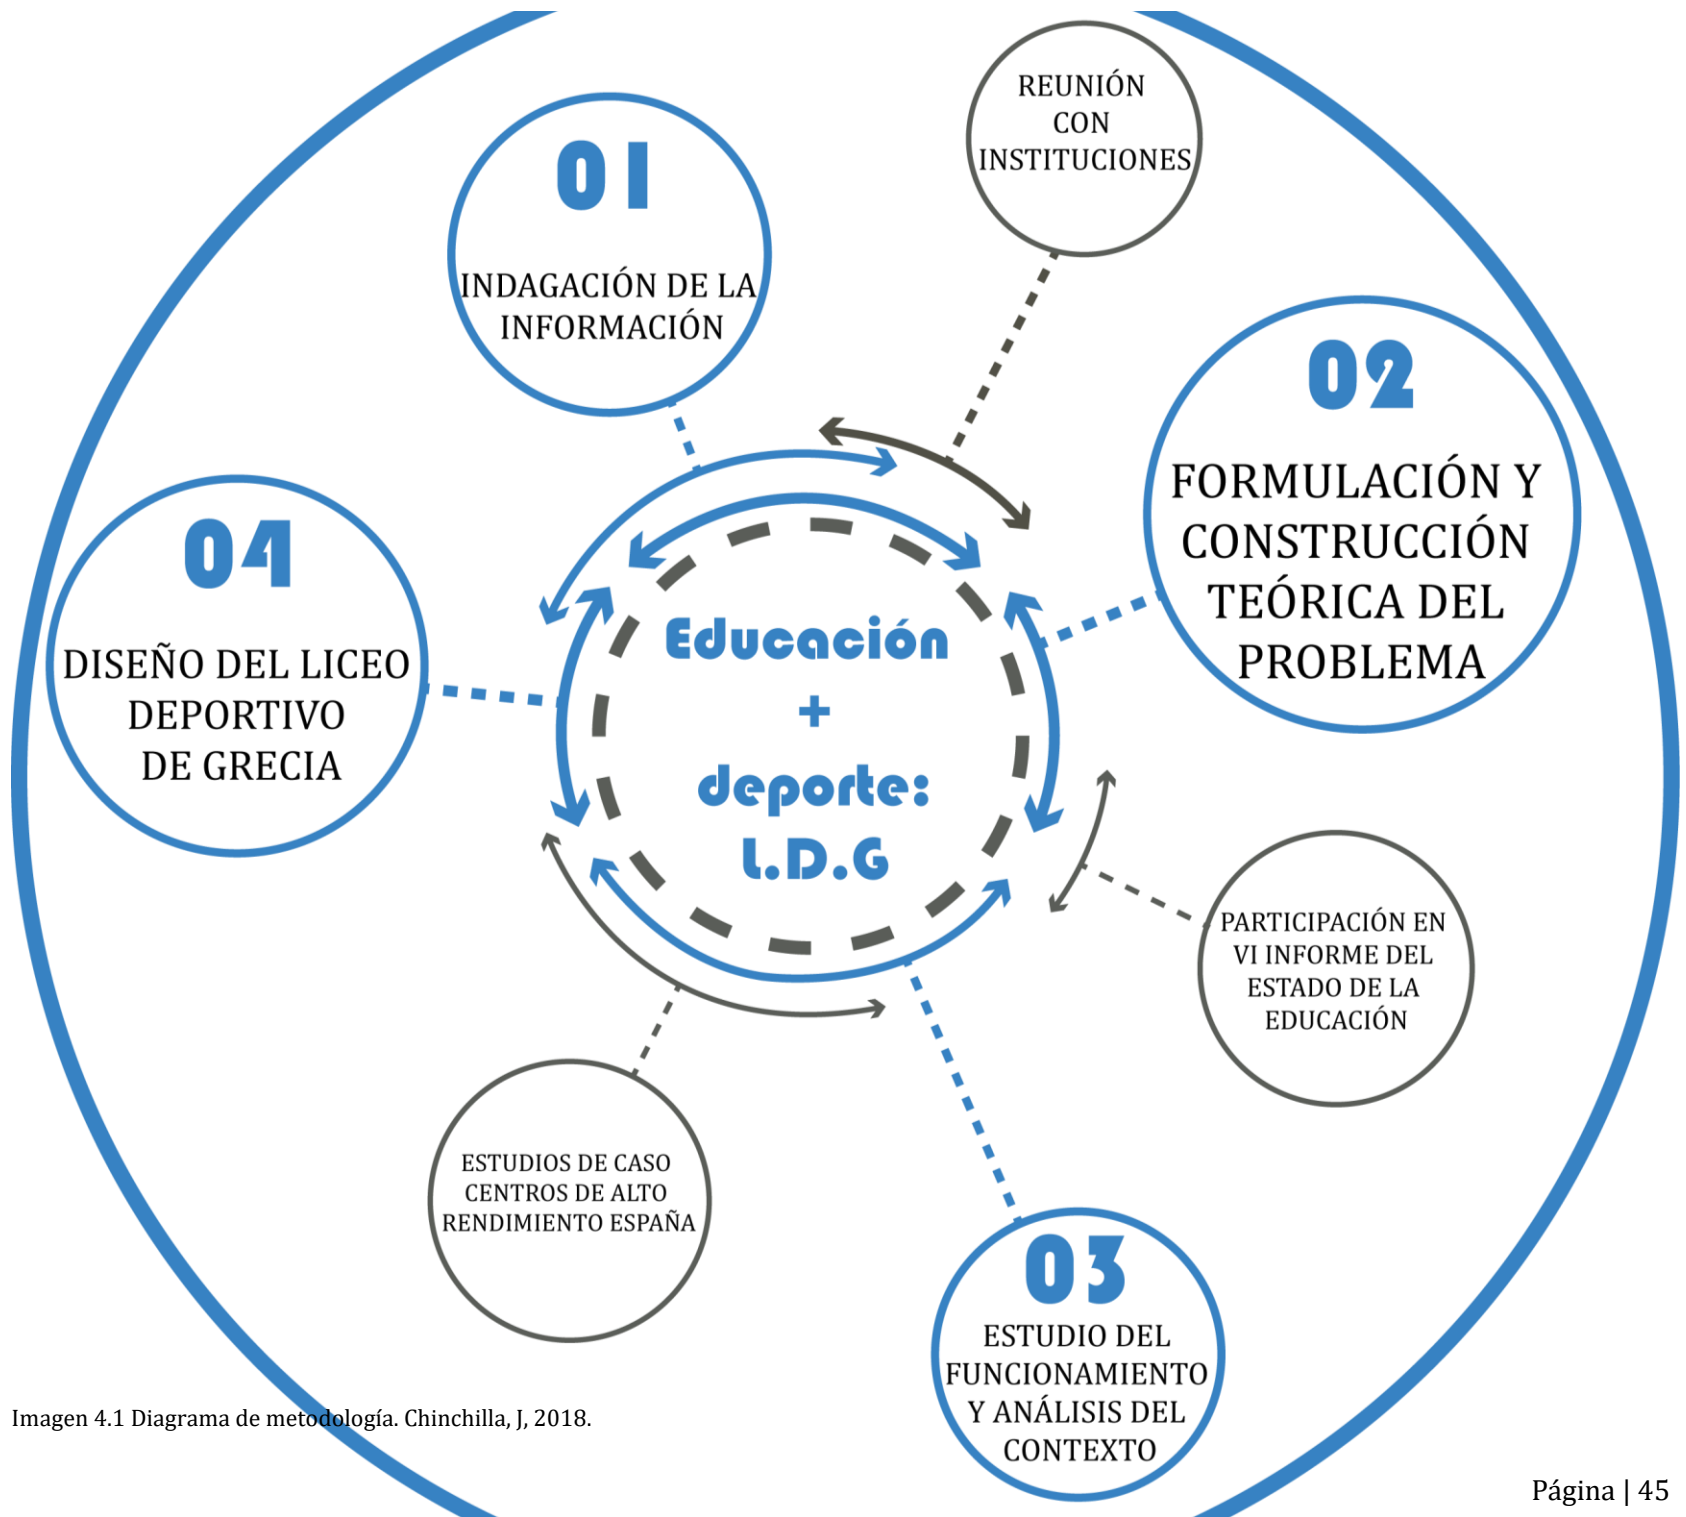 REUNIÓN
CON
INSTITUCIONES
01
INDAGACIÓN DE LA
INFORMACIÓN
02
FORMULACIÓN Y
CONSTRUCCIÓN
TEÓRICA DEL
PROBLEMA
04
DISEÑO DEL LICEO
DEPORTIVO
DE GRECIA
Educación
+
deporte:
L.D.G
PARTICIPACIÓN EN
VI INFORME DEL
ESTADO DE LA
EDUCACIÓN
ESTUDIOS DE CASO
CENTROS DE ALTO
RENDIMIENTO ESPAÑA
03
ESTUDIO DEL
FUNCIONAMIENTO
Y ANÁLISIS DEL
CONTEXTO
Imagen 4.1 Diagrama de metodología. Chinchilla, J, 2018.
Página | 45